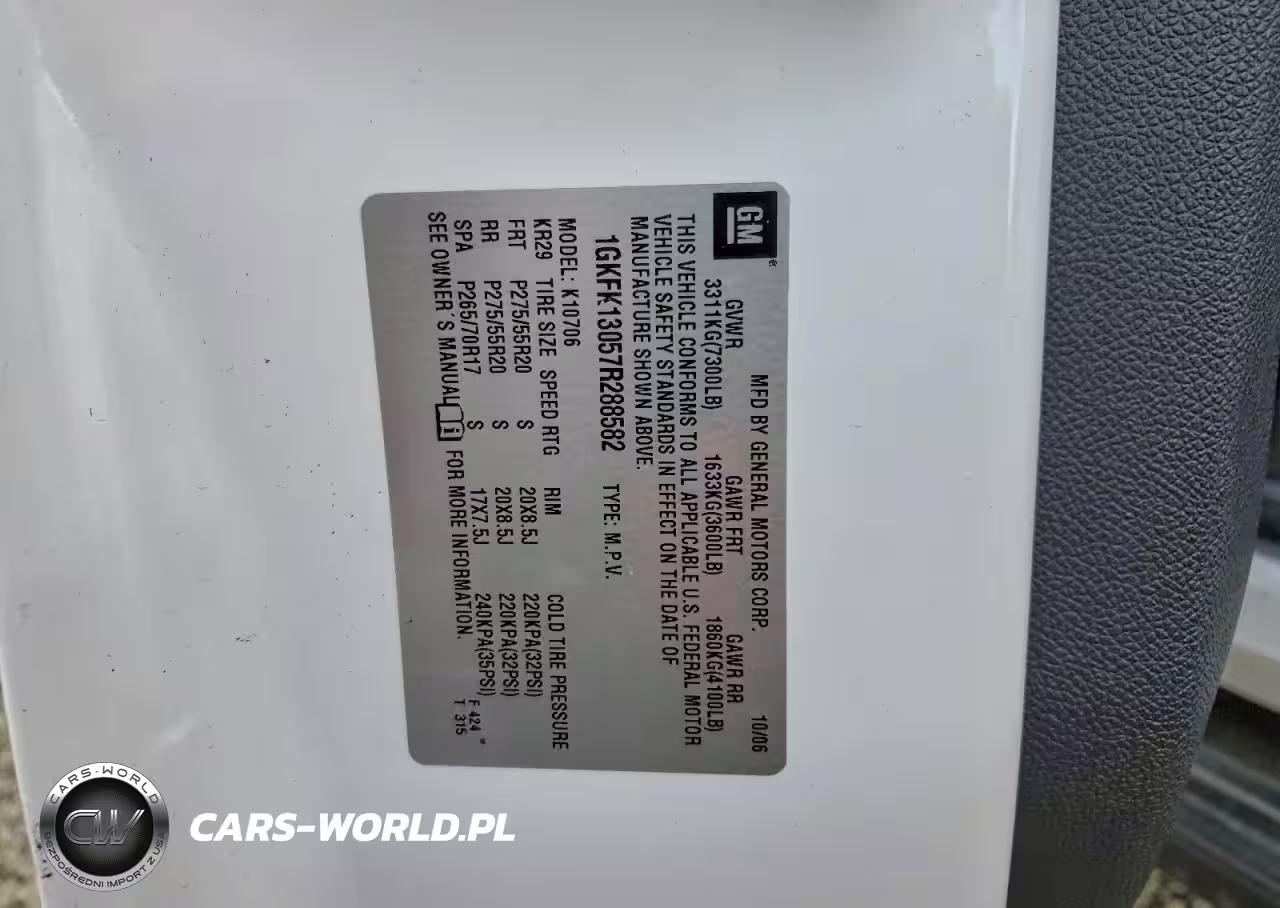 GM
®
MFD BY GENERAL MOTORS CORP. 10/06
GVWR GAWR FRT GAWR RR
3311KG(7300LB) 1633KG(3600LB) 1860KG(4100LB)
THIS VEHICLE CONFORMS TO ALL APPLICABLE U.S. FEDERAL MOTOR
VEHICLE SAFETY STANDARDS IN EFFECT ON THE DATE OF
MANUFACTURE SHOWN ABOVE.
1GKFK13057R288582 TYPE: M.P.V.
MODEL: K10706
KR29 TIRE SIZE SPEED RTG RIM COLD TIRE PRESSURE
FRT P275/55R20 S 20X8.5J 220KPA(32PSI)
RR P275/55R20 S 20X8.5J 220KPA(32PSI)
SPA P265/70R17 S 17X7.5J 240KPA(35PSI)
SEE OWNER'S MANUAL i FOR MORE INFORMATION.
F 424
T 315
CARS-WORLD
CW
BEZPOŚREDNI IMPORT Z USA
CARS-WORLD.PL